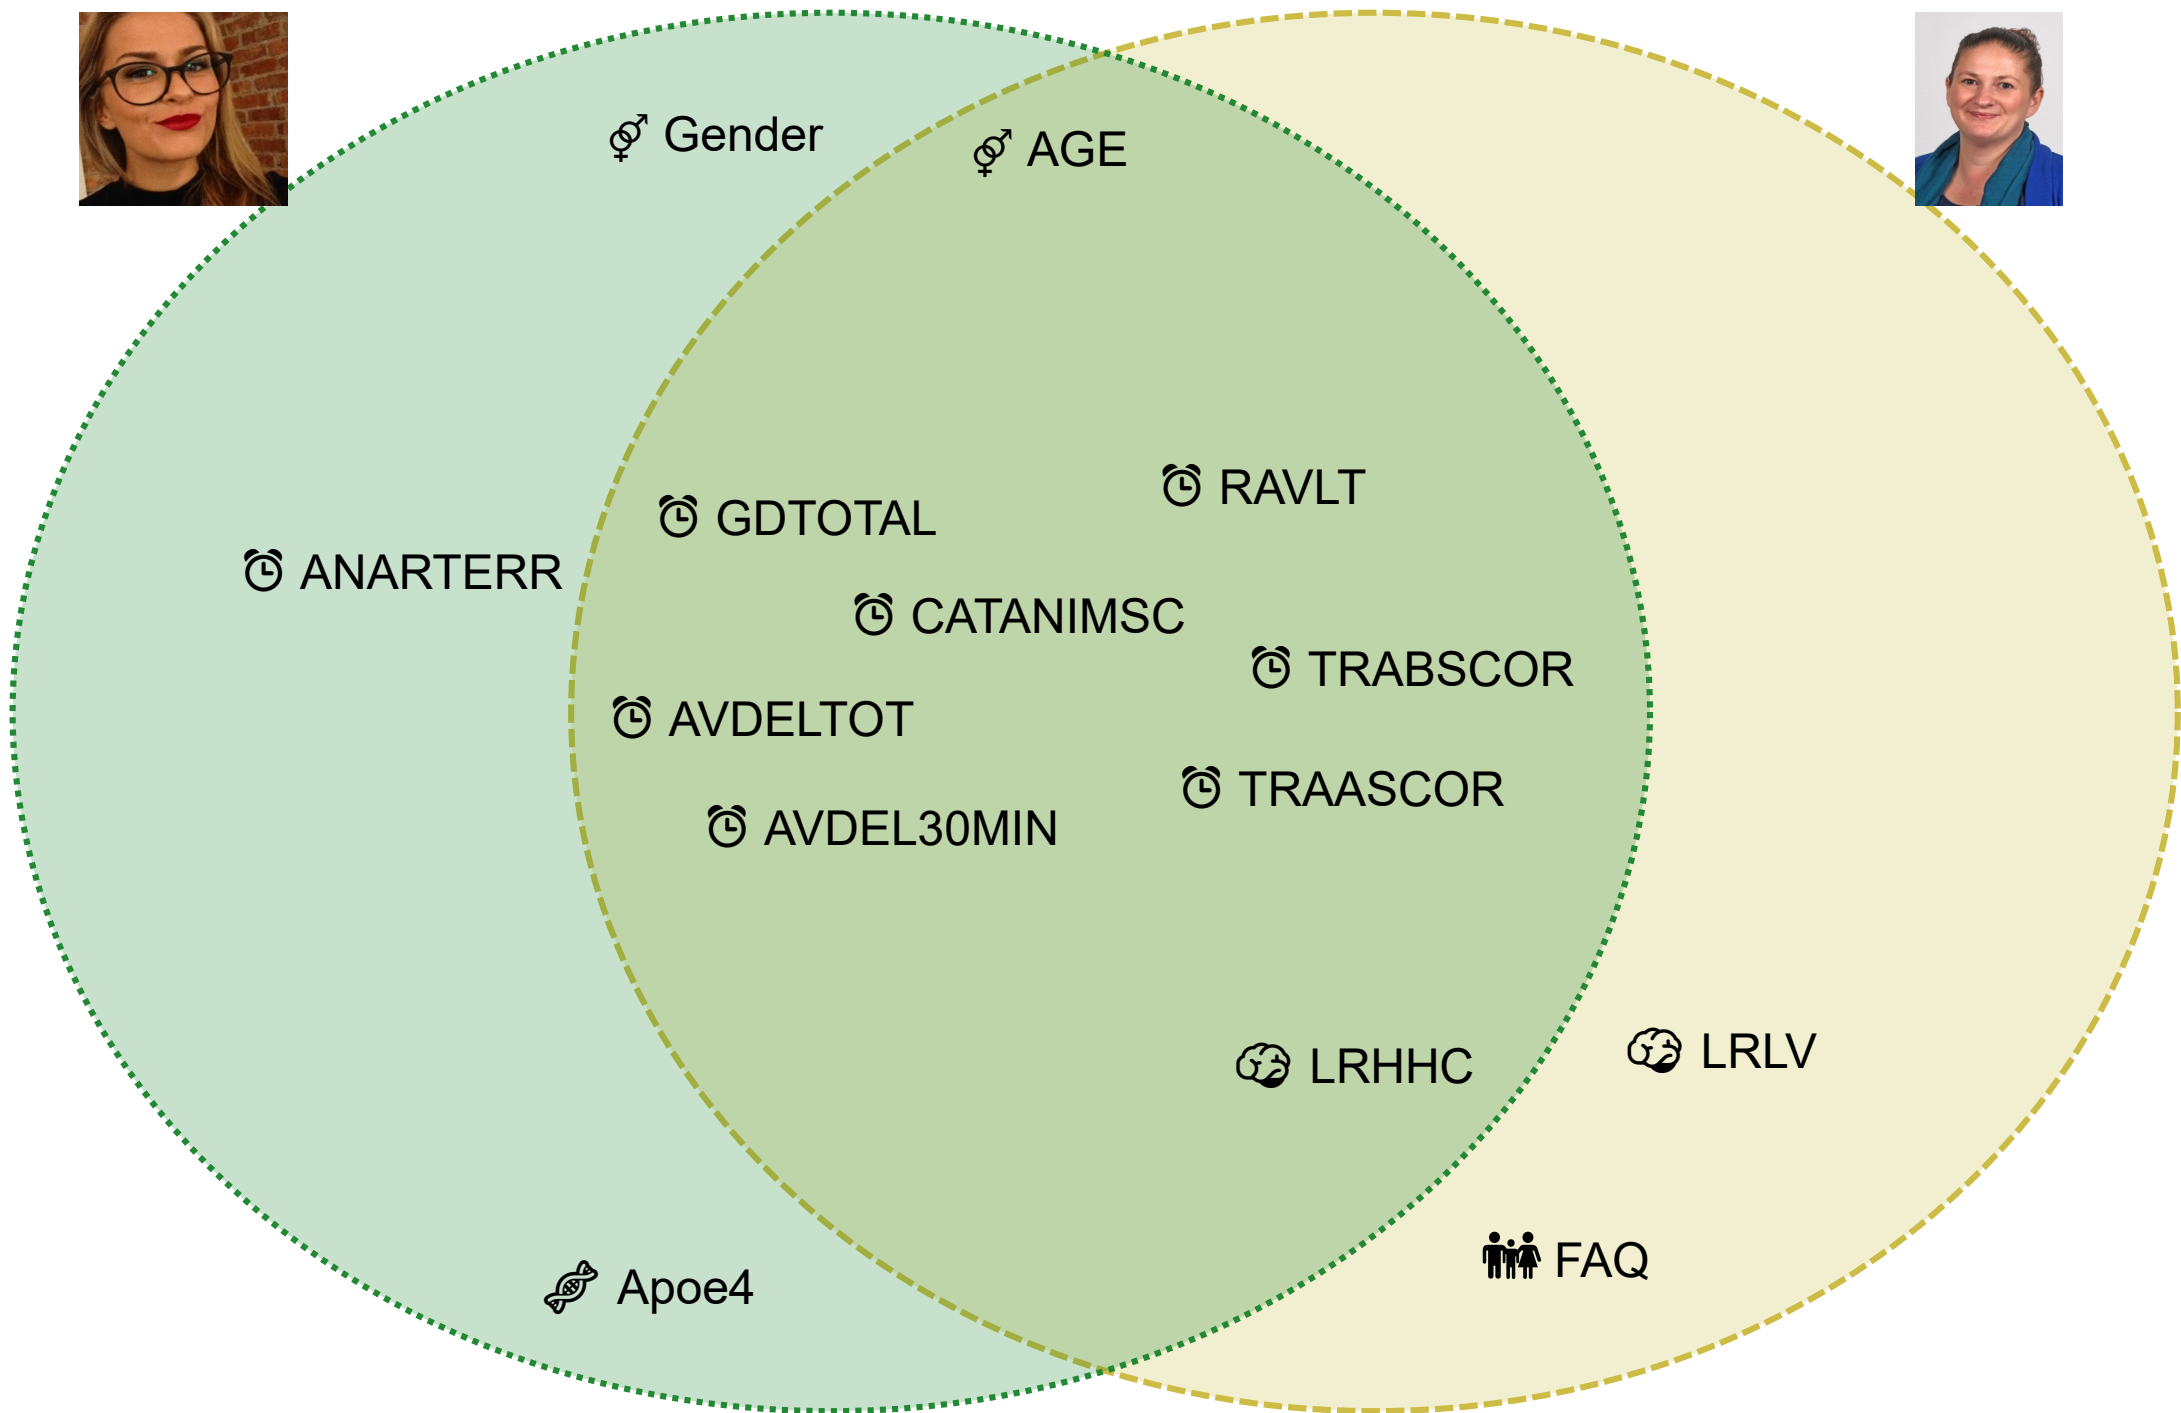 Gender
AGE
RAVLT
GDTOTAL
ANARTERR
CATANIMSC
TRABSCOR
AVDELTOT
TRAASCOR
AVDEL30MIN
LRHHC
LRLV
FAQ
Apoe4